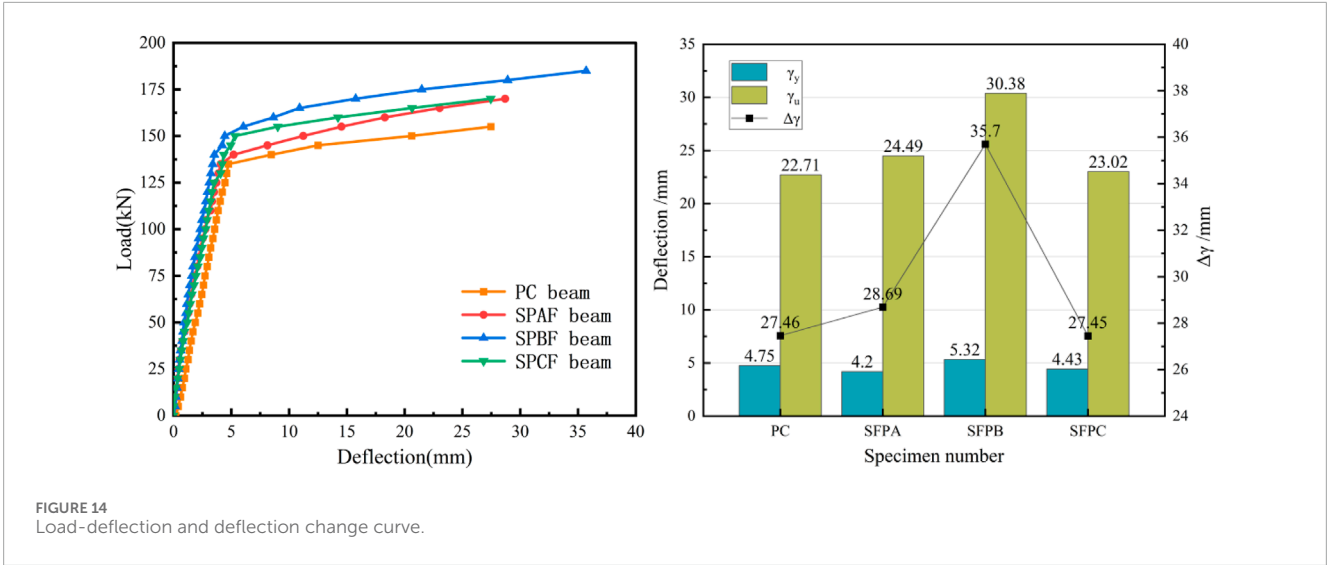 200
175
150
125
100
75
50
25
0
Load(kN)
PC beam
SPAF beam
SPBF beam
SPCF beam
0 5 10 15 20 25 30 35 40
Deflection(mm)
35
30
25
20
15
10
5
0
Deflection /mm
γy
γu
Δγ
22.71
24.49
30.38
23.02
35.7
28.69
27.46
27.45
4.75
4.2
5.32
4.43
40
38
36
34
32
30
28
26
24
Δγ /mm
PC SFPA SFPB SFPC
Specimen number
FIGURE 14
Load-deflection and deflection change curve.